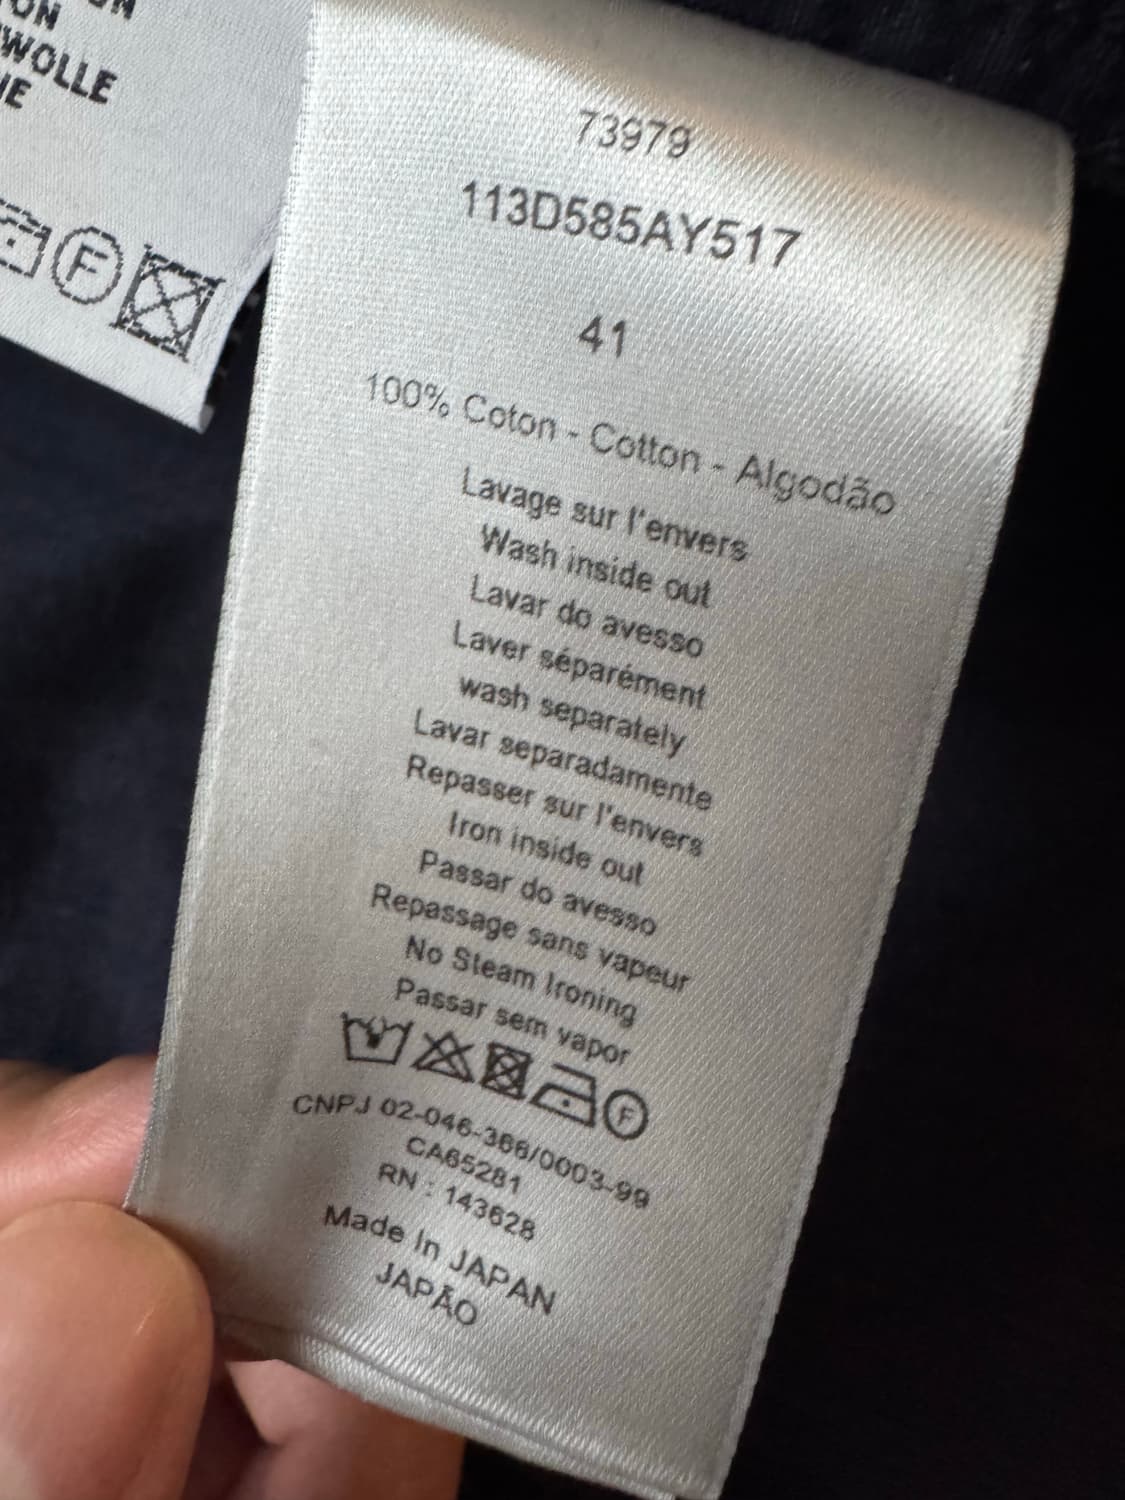 ON
WOLLE
F
73979
113D585AY517
41
100% Coton - Cotton - Algodão
Lavage sur l'envers
Wash inside out
Lavar do avesso
Laver séparément
wash separately
Lavar separadamente
Repasser sur l'envers
Iron inside out
Passar do avesso
Repassage sans vapeur
No Steam Ironing
Passar sem vapor
F
CNPJ 02-046-366/0003-99
CA65281
RN : 143628
Made In JAPAN
JAPÃO